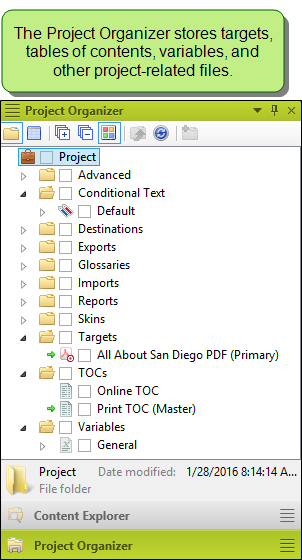 The Project Organizer stores targets,
tables of contents, variables, and
other project-related files.
Project Organizer
Project
Advanced
Conditional Text
Default
Destinations
Exports
Glossaries
Imports
Reports
Skins
Targets
All About San Diego PDF (Primary)
TOCs
Online TOC
Print TOC (Master)
Variables
General
Project Date modified: 1/28/2016 8:14:14 A...
File folder
Content Explorer
Project Organizer